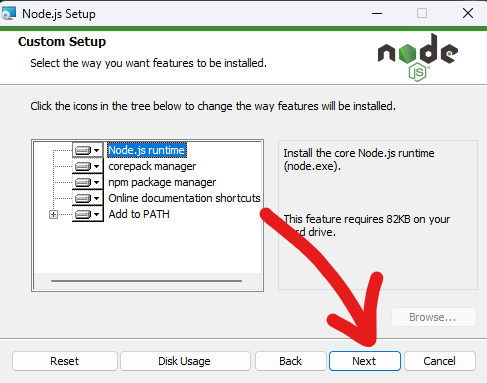 Node.js Setup
Custom Setup
Select the way you want features to be installed.
node
JS
Click the icons in the tree below to change the way features will be installed.
Node.js runtime
corepack manager
npm package manager
Online documentation shortcuts
Add to PATH
Install the core Node.js runtime
(node.exe).
This feature requires 82KB on your
drive.
Browse...
Reset
Disk Usage
Back
Next
Cancel